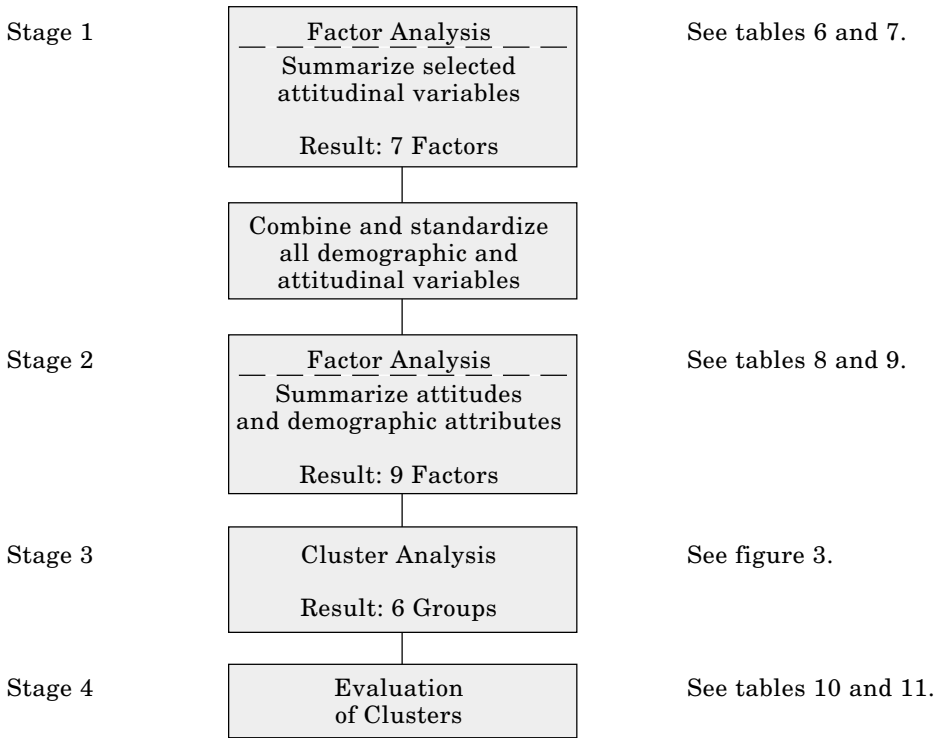 Stage 1
Factor Analysis
See tables 6 and 7.
Summarize selected
attitudinal variables
Result: 7 Factors
Combine and standardize
all demographic and
attitudinal variables
Stage 2
Factor Analysis
See tables 8 and 9.
Summarize attitudes
and demographic attributes
Result: 9 Factors
Stage 3
Cluster Analysis
See figure 3.
Result: 6 Groups
Stage 4
Evaluation
of Clusters
See tables 10 and 11.